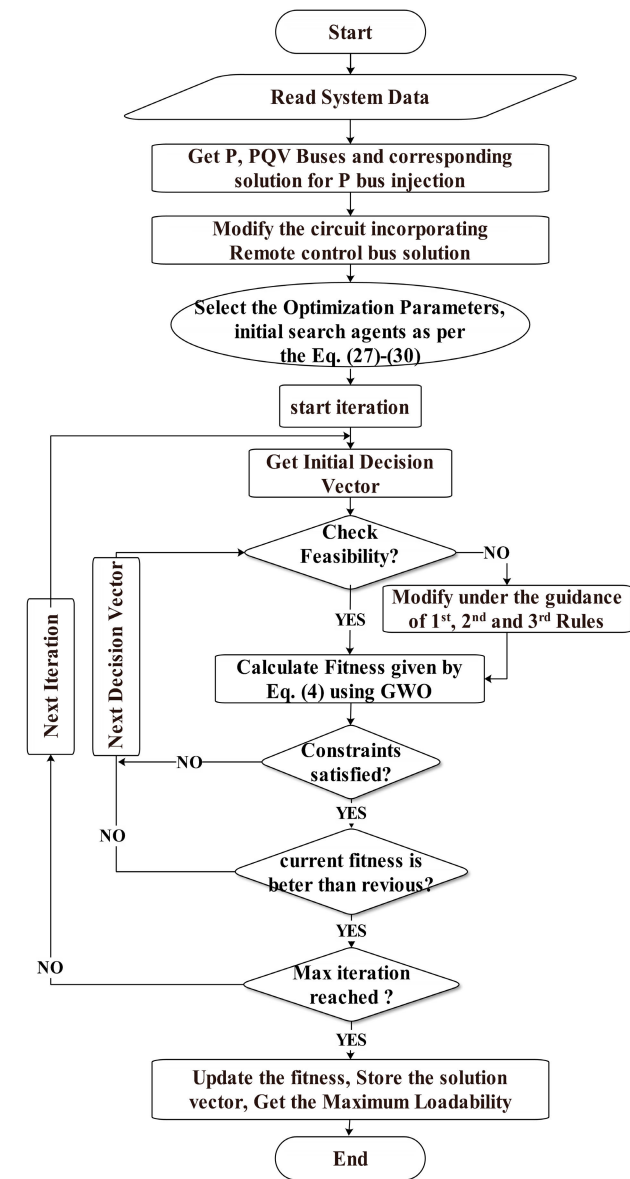 Start
Read System Data
Get P, PQV Buses and corresponding
solution for P bus injection
Modify the circuit incorporating
Remote control bus solution
Select the Optimization Parameters,
initial search agents as per
the Eq. (27)-(30)
start iteration
Get Initial Decision
Vector
Check
Feasibility?
NO
Modify under the guidance
of 1st, 2nd and 3rd Rules
YES
Calculate Fitness given by
Eq. (4) using GWO
Next Iteration
Next Decision Vector
Constraints
satisfied?
NO
YES
current fitness is
beter than revious?
NO
YES
Max iteration
reached ?
NO
YES
Update the fitness, Store the solution
vector, Get the Maximum Loadability
End